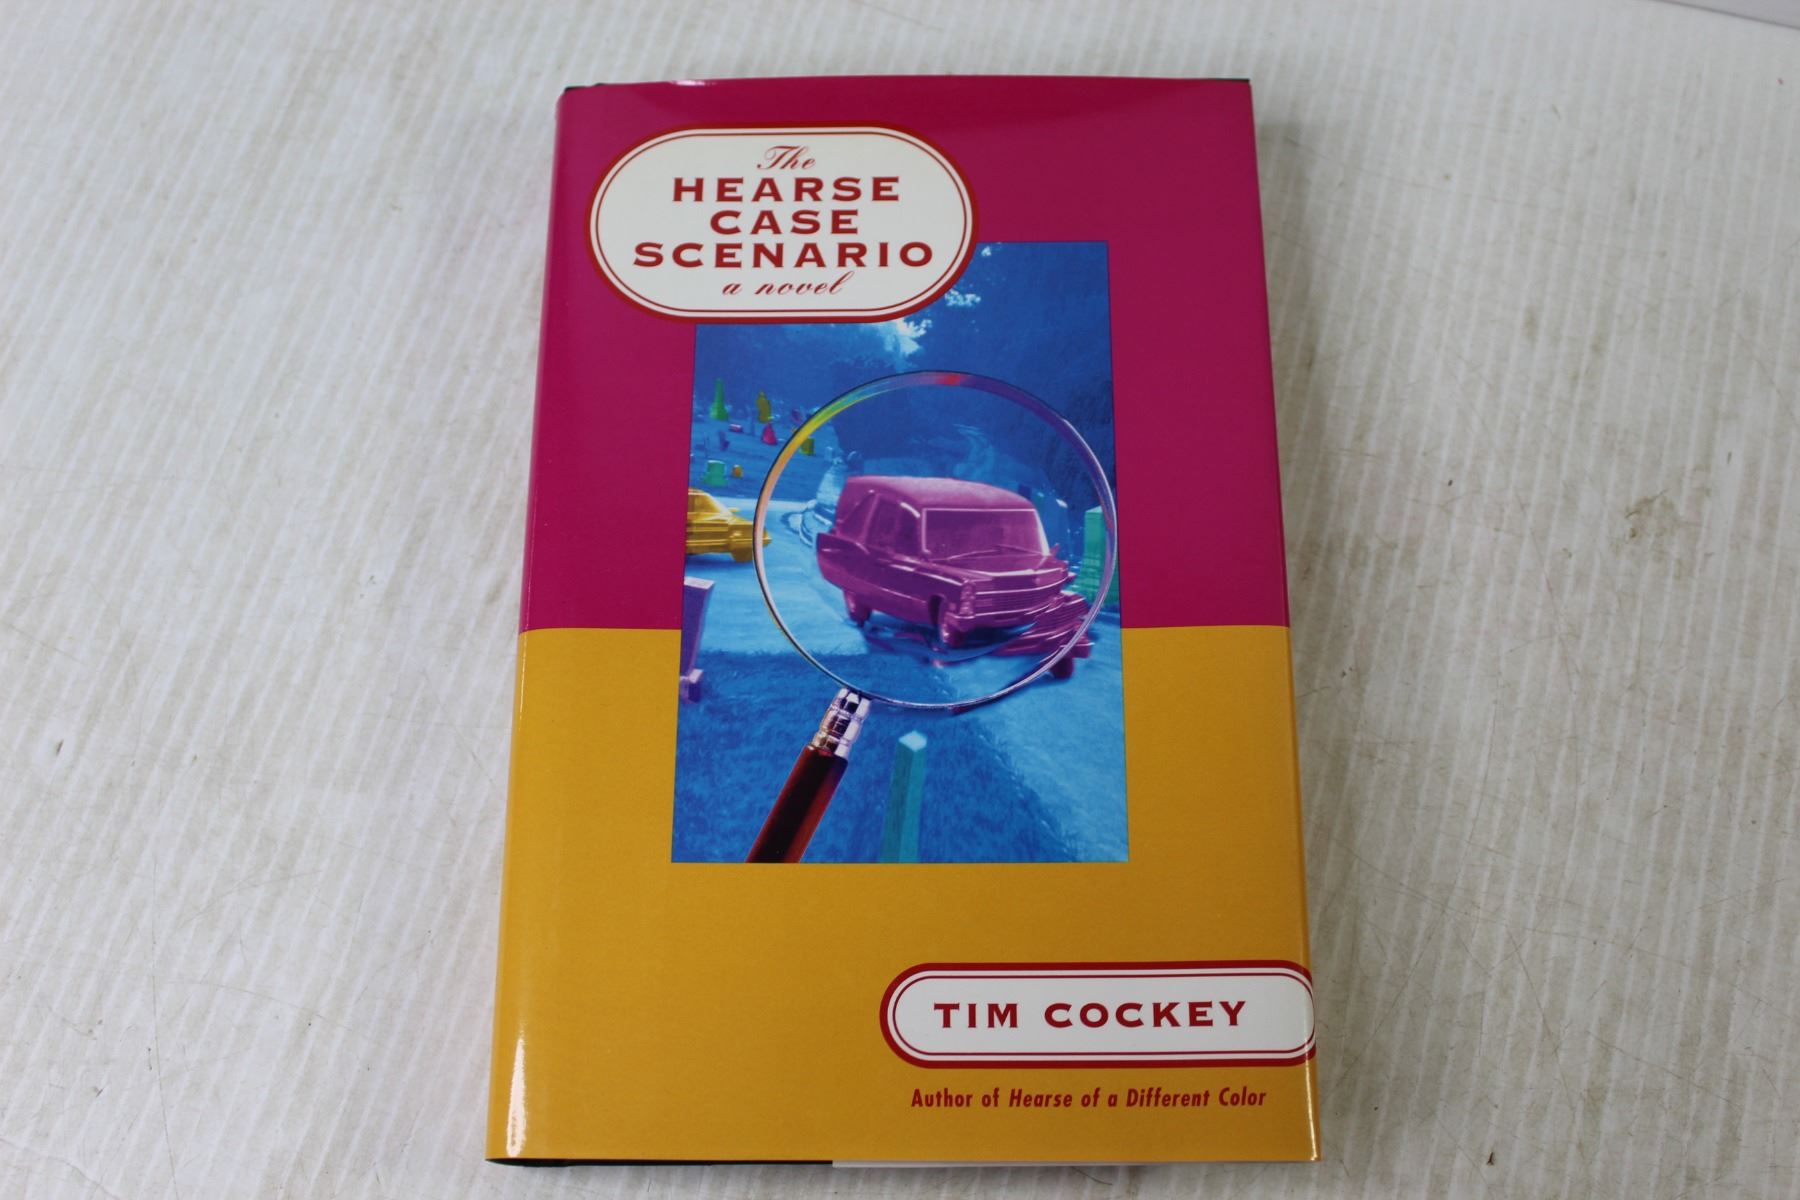 The
HEARSE
CASE
SCENARIO
a novel
TIM COCKEY
Author of Hearse of a Different Color